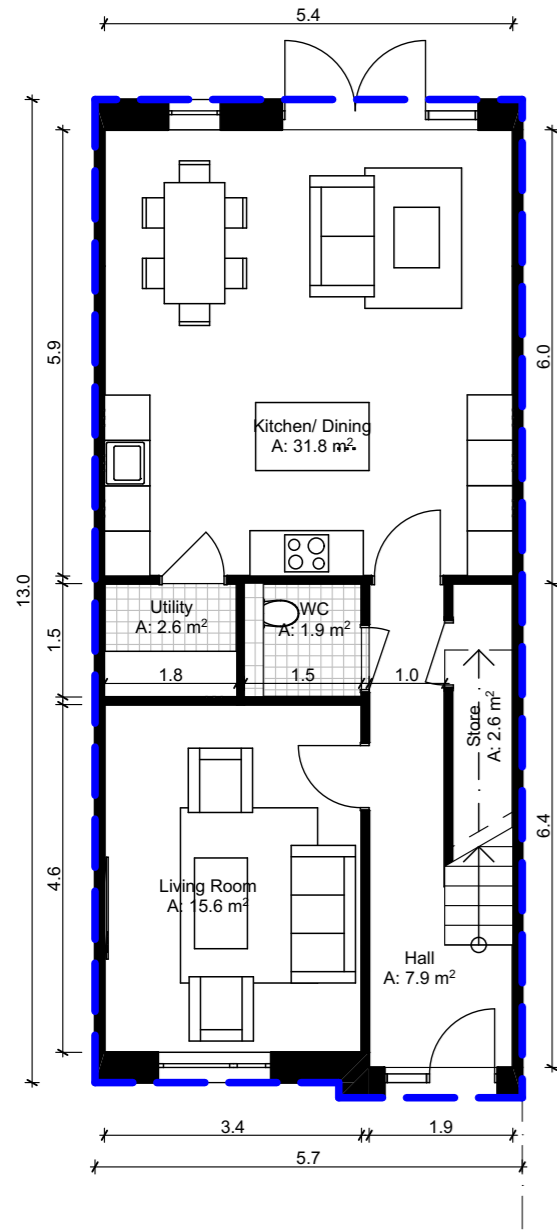 5.4
13.0
5.9
6.0
Kitchen/ Dining
A: 31.8 m²
1.5
Utility
A: 2.6 m²
WC
A: 1.9 m²
1.8
1.5
1.0
Store
A: 2.6 m²
4.6
6.4
Living Room
A: 15.6 m²
Hall
A: 7.9 m²
3.4
1.9
5.7